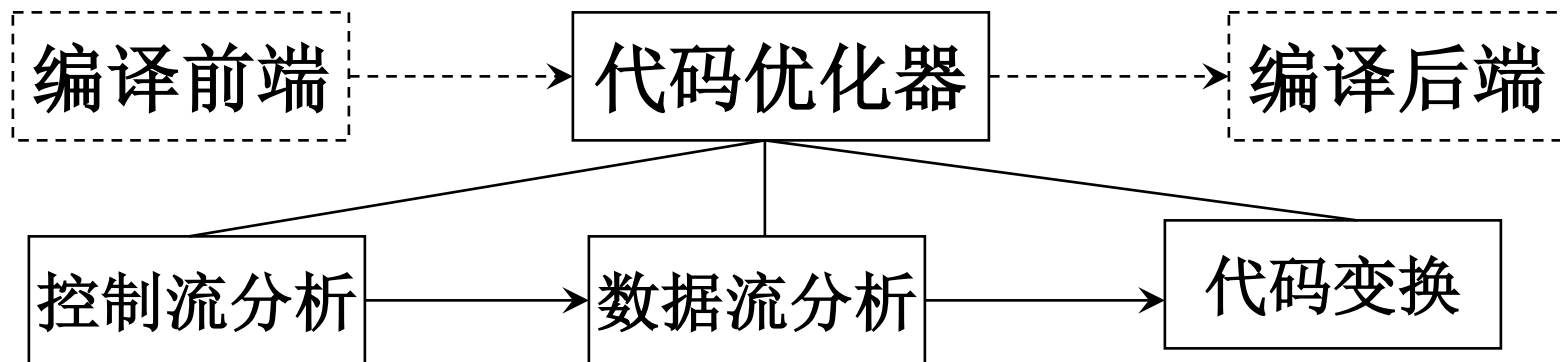 编译前端
代码优化器
编译后端
控制流分析
数据流分析
代码变换